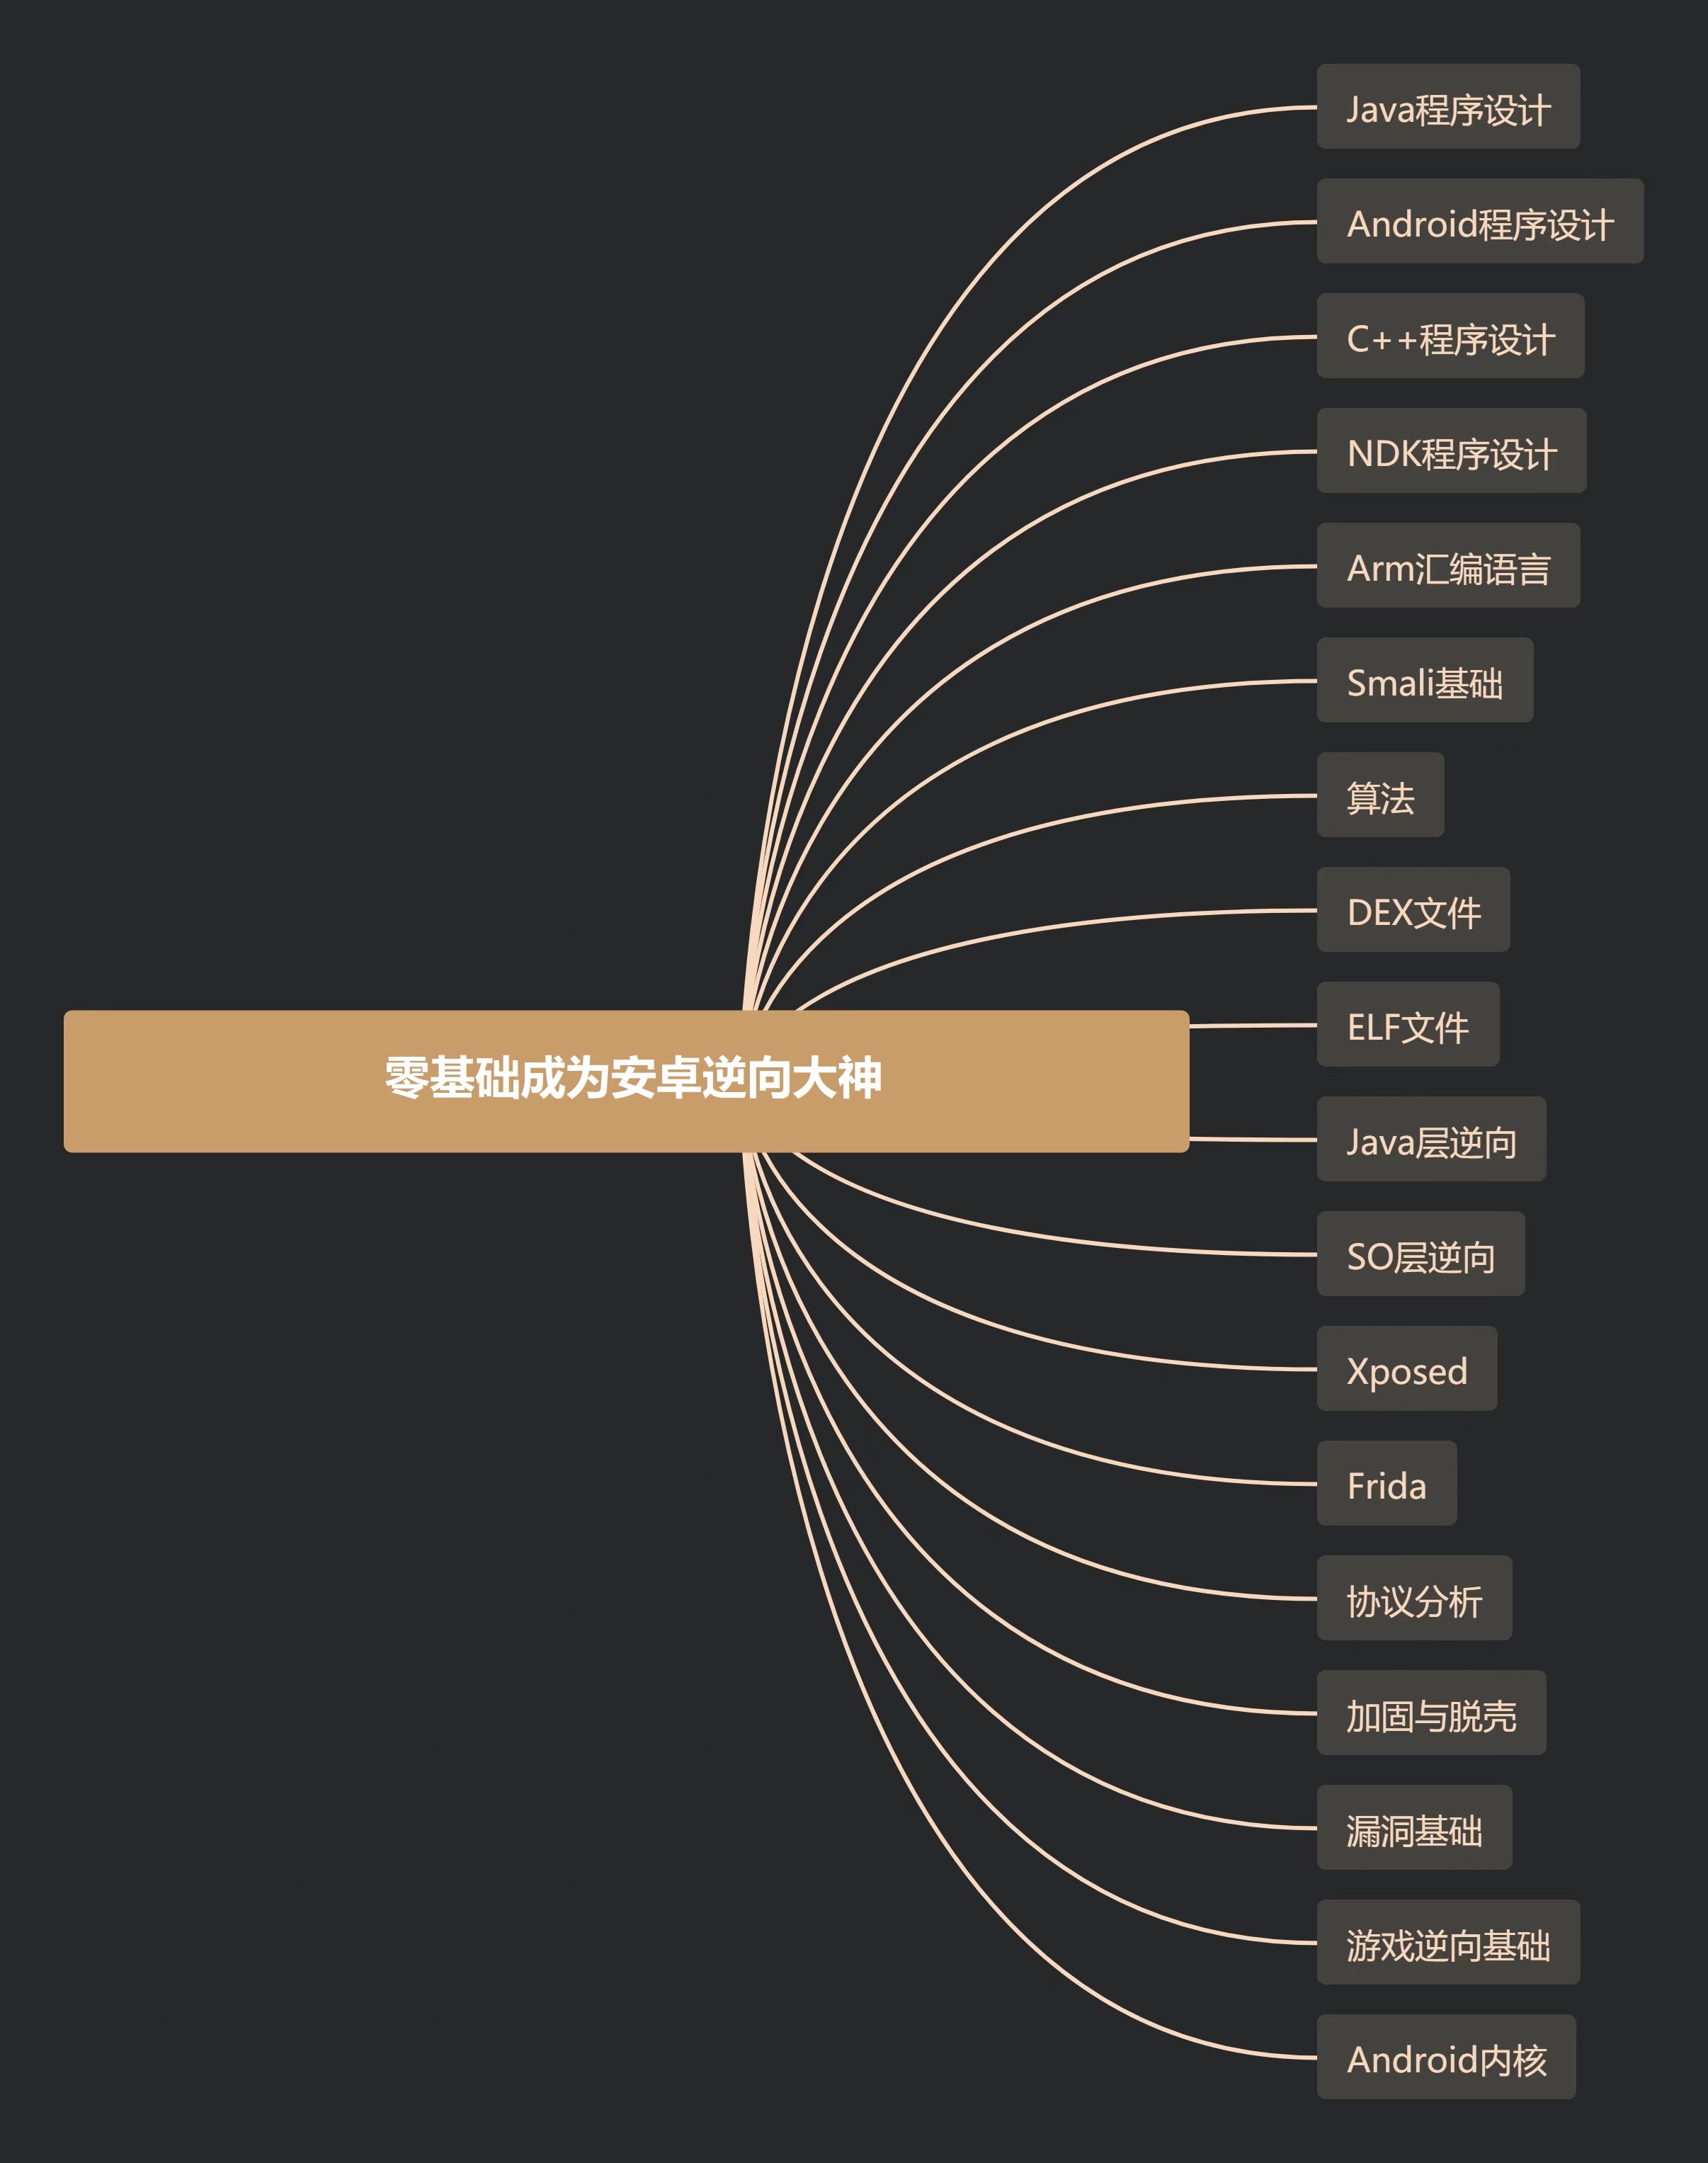 零基础成为安卓逆向大神
Java程序设计
Android程序设计
C++程序设计
NDK程序设计
Arm汇编语言
Smali基础
算法
DEX文件
ELF文件
Java层逆向
SO层逆向
Xposed
Frida
协议分析
加固与脱壳
漏洞基础
游戏逆向基础
Android内核